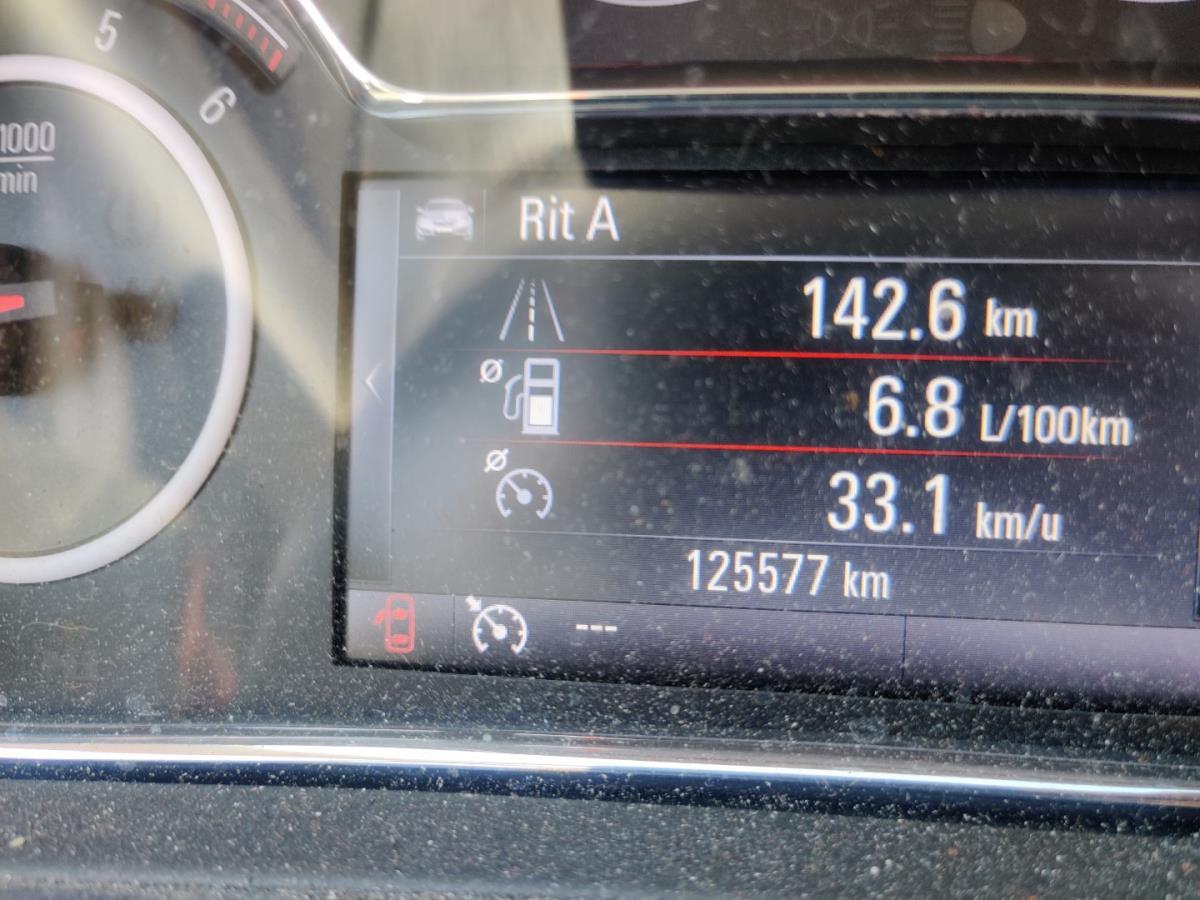 5
6
1000
min
Rit A
142.6 km
Ø
6.8 L/100km
Ø
33.1 km/u
125577 km
---